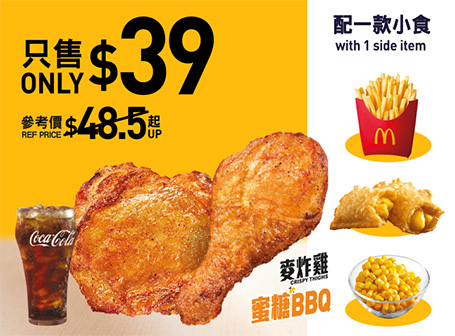 只售
ONLY
$39
參考價
REF PRICE
$48.5
起
UP
配一款小食
with 1 side item
Coca-Cola
麥炸雞
CRISPY THIGHS
蜜糖BBQ